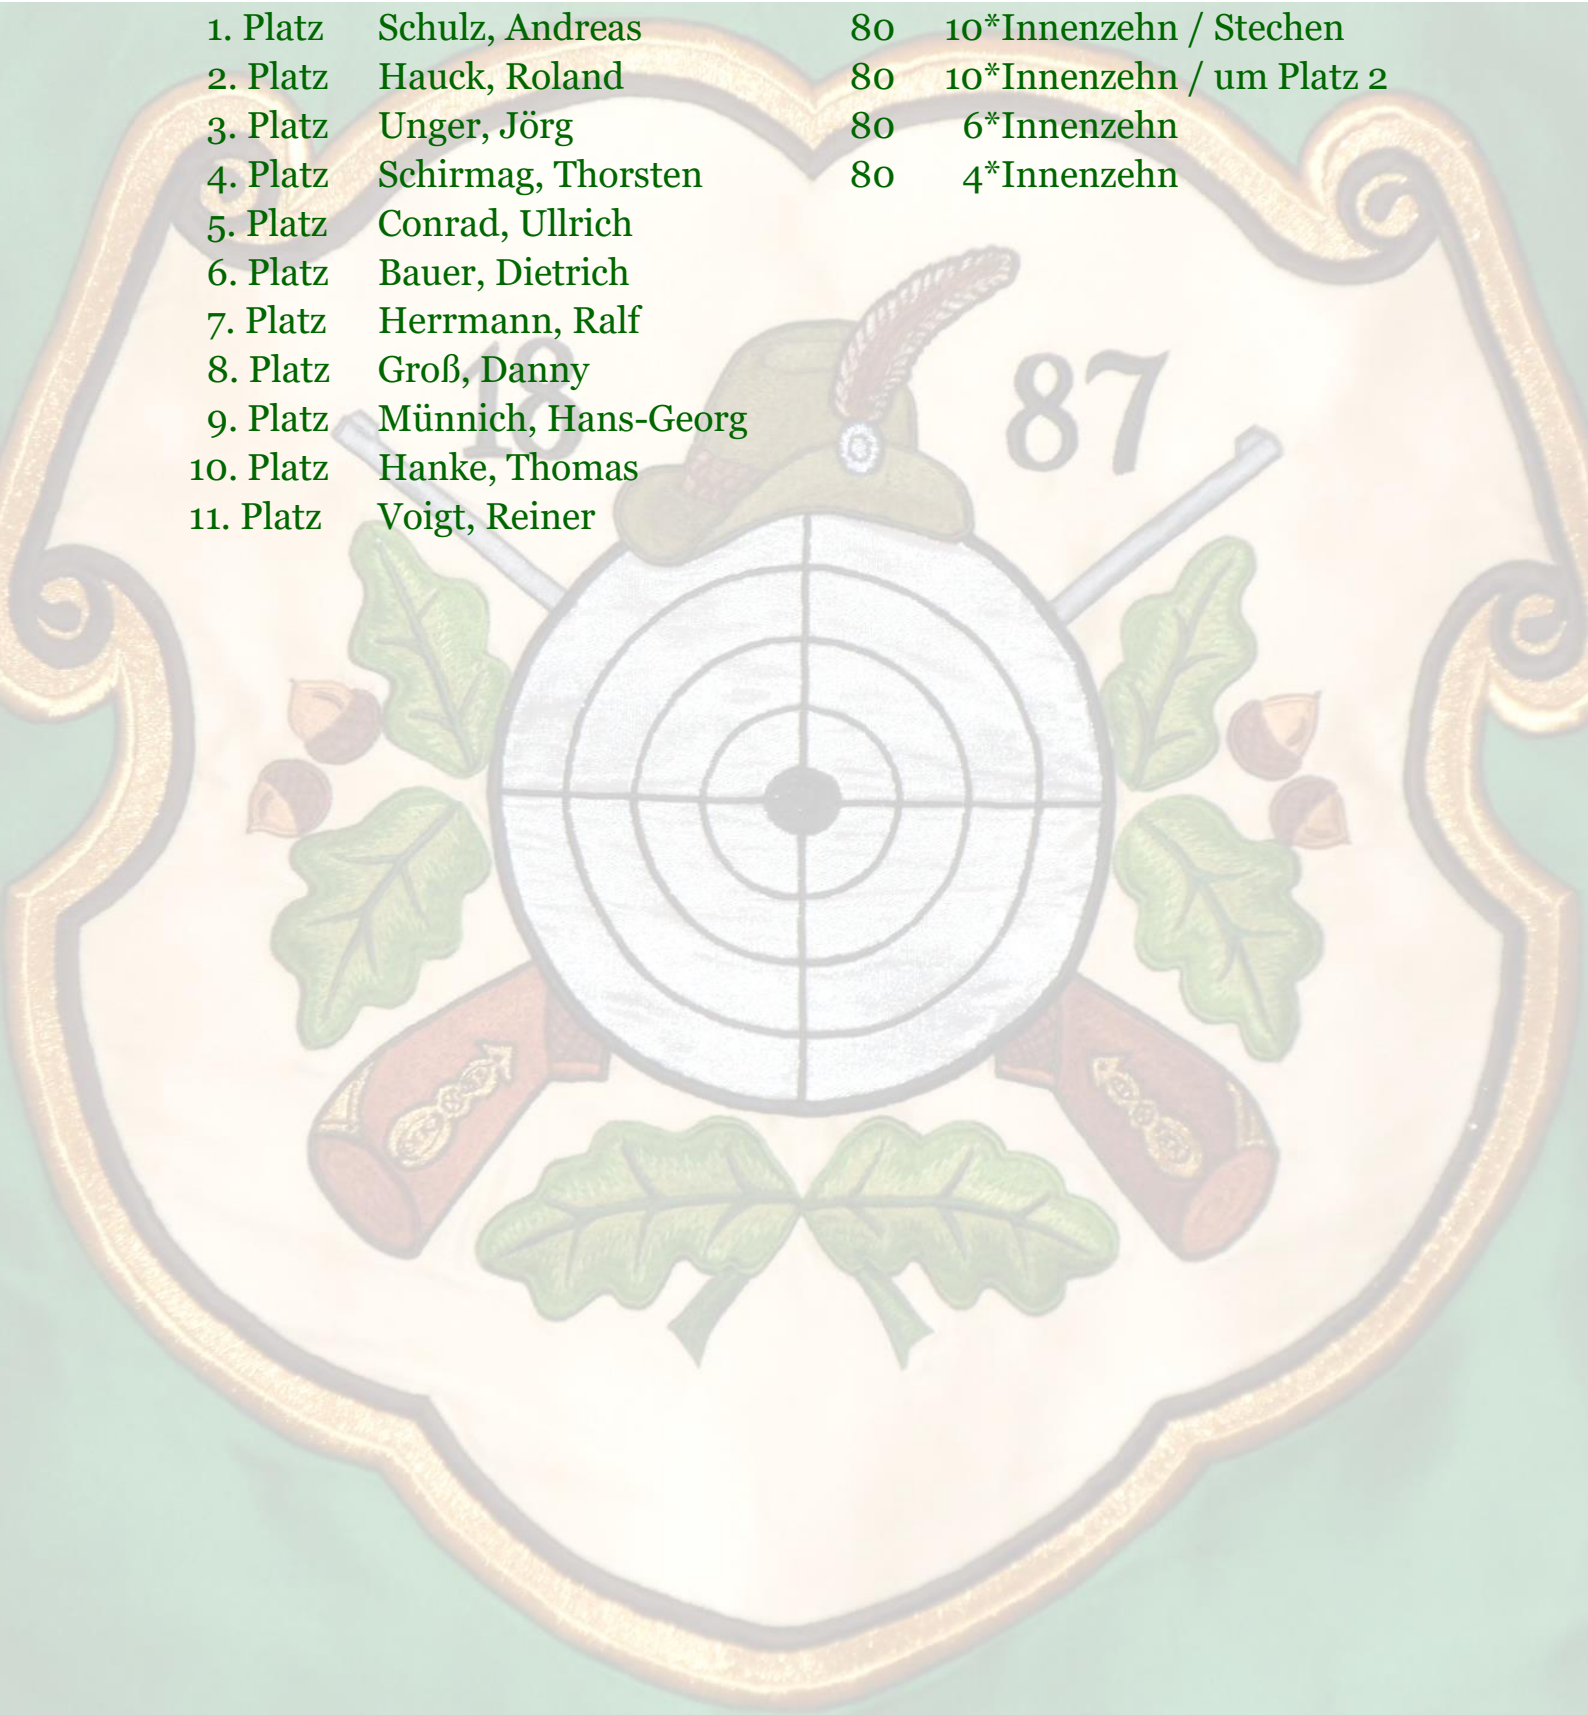 1. Platz Schulz, Andreas 80 10*Innenzehn / Stechen
2. Platz Hauck, Roland 80 10*Innenzehn / um Platz 2
3. Platz Unger, Jörg 80 6*Innenzehn
4. Platz Schirmag, Thorsten 80 4*Innenzehn
5. Platz Conrad, Ullrich
6. Platz Bauer, Dietrich
7. Platz Herrmann, Ralf
8. Platz Groß, Danny
9. Platz Münnich, Hans-Georg
10. Platz Hanke, Thomas
11. Platz Voigt, Reiner
18 87